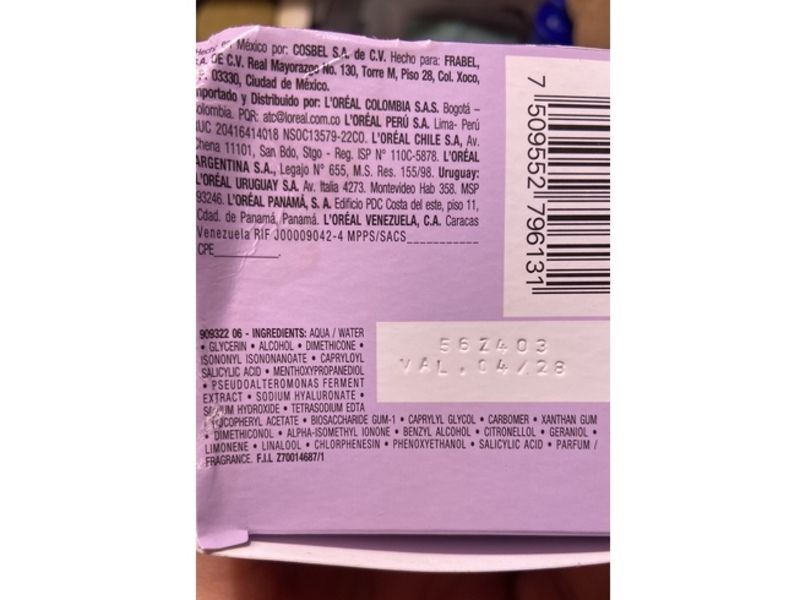 Hecho en México por: COSBEL S.A. de C.V. Hecho para: FRABEL,
S.A. DE C.V. Real Mayorazgo No. 130, Torre M, Piso 28, Col. Xoco,
03330, Ciudad de México.
Importado y Distribuido por: L'ORÉAL COLOMBIA S.A.S. Bogotá –
Colombia. PQR: atc@loreal.com.co L'ORÉAL PERÚ S.A. Lima- Perú
RUC 20416414018 NSOC13579-22CO. L'ORÉAL CHILE S.A, Av.
chena 11101, San Bdo, Stgo - Reg. ISP N° 110C-5878. L'ORÉAL
ARGENTINA S.A., Legajo N° 655, M.S. Res. 155/98. Uruguay:
L'ORÉAL URUGUAY S.A. Av. Italia 4273. Montevideo Hab 358. MSP
93246. L'ORÉAL PANAMÁ, S. A. Edificio PDC Costa del este, piso 11,
Cdad. de Panamá, Panamá. L'ORÉAL VENEZUELA, C.A. Caracas
Venezuela RIF J00009042-4 MPPS/SACS__________
CPE__________.
7 509552 796131
909322 06 - INGREDIENTS: AQUA / WATER
• GLYCERIN • ALCOHOL • DIMETHICONE •
ISONONYL ISONONANOATE • CAPRYLOYL
SALICYLIC ACID • MENTHOXYPROPANEDIOL
• PSEUDOALTEROMONAS FERMENT
EXTRACT • SODIUM HYALURONATE •
SODIUM HYDROXIDE • TETRASODIUM EDTA
• TOCOPHERYL ACETATE • BIOSACCHARIDE GUM-1 • CAPRYLYL GLYCOL • CARBOMER • XANTHAN GUM
• DIMETHICONOL • ALPHA-ISOMETHYL IONONE • BENZYL ALCOHOL • CITRONELLOL • GERANIOL •
LIMONENE • LINALOOL • CHLORPHENESIN • PHENOXYETHANOL • SALICYLIC ACID • PARFUM /
FRAGRANCE. F.I.L Z70014687/1
56Z403
VAL.04/28